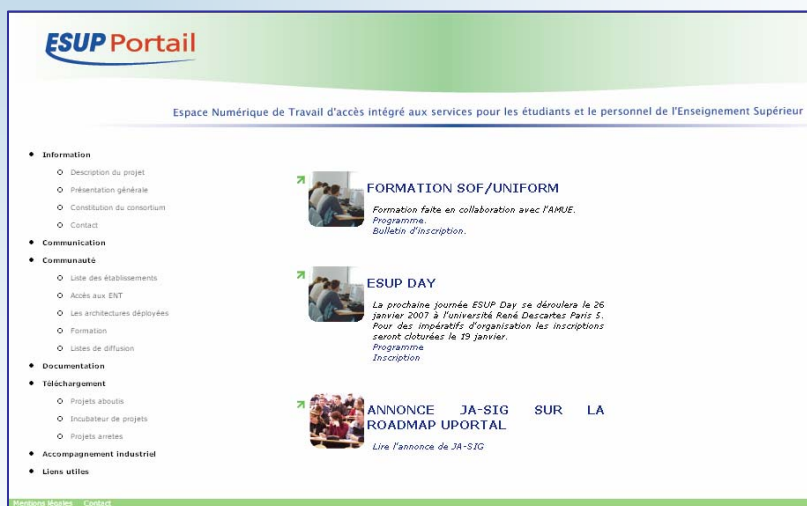 ESUP Portail
Espace Numérique de Travail d'accès intégré aux services pour les étudiants et le personnel de l'Enseignement Supérieur
Information
Description du projet
Présentation générale
Constitution du consortium
Contact
Communication
Communauté
Liste des établissements
Accès aux ENT
Les architectures déployées
Formation
Listes de diffusion
Documentation
Téléchargement
Projets aboutis
Incubateur de projets
Projets arretes
Accompagnement industriel
Liens utiles
FORMATION SOF/UNIFORM
Formation faite en collaboration avec l'AMUE.
Programme.
Bulletin d'inscription.
ESUP DAY
La prochaine journée ESUP Day se déroulera le 26
janvier 2007 à l'université René Descartes Paris 5.
Pour des impératifs d'organisation les inscriptions
seront cloturées le 19 janvier.
Programme
Inscription
ANNONCE JA-SIG SUR LA
ROADMAP UPORTAL
Lire l'annonce de JA-SIG
Mentions légales Contact